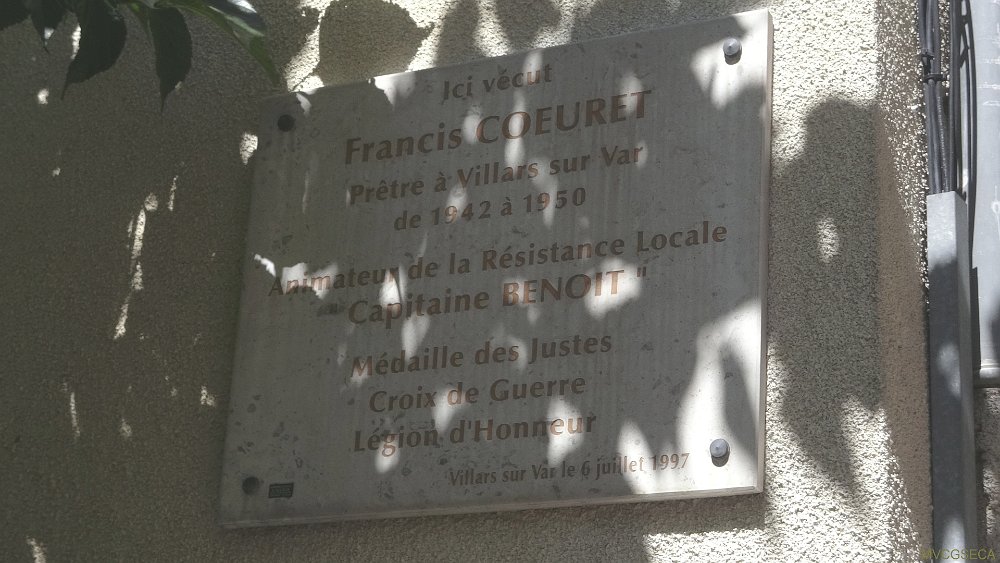 Ici vécut
Francis COEURET
Prêtre à Villars sur Var
de 1942 à 1950
Animateur de la Résistance Locale
Capitaine BENOIT "
Médaille des Justes
Croix de Guerre
Légion d'Honneur
Villars sur Var le 6 juillet 1997
MVCGSECA